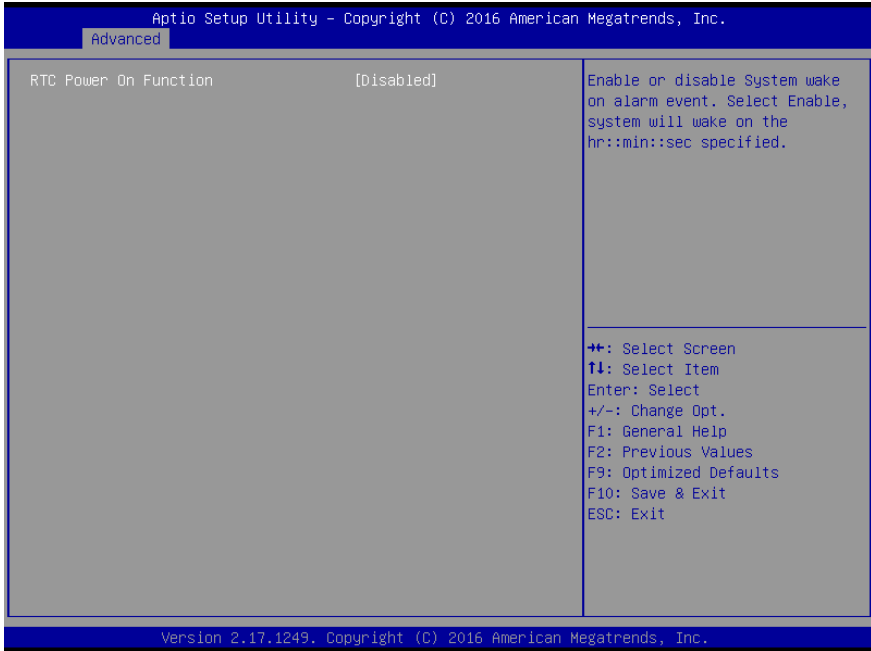 Aptio Setup Utility – Copyright (C) 2016 American Megatrends, Inc.
Advanced
RTC Power On Function [Disabled]
Enable or disable System wake
on alarm event. Select Enable,
system will wake on the
hr::min::sec specified.
→←: Select Screen
↑↓: Select Item
Enter: Select
+/-: Change Opt.
F1: General Help
F2: Previous Values
F9: Optimized Defaults
F10: Save & Exit
ESC: Exit
Version 2.17.1249. Copyright (C) 2016 American Megatrends, Inc.